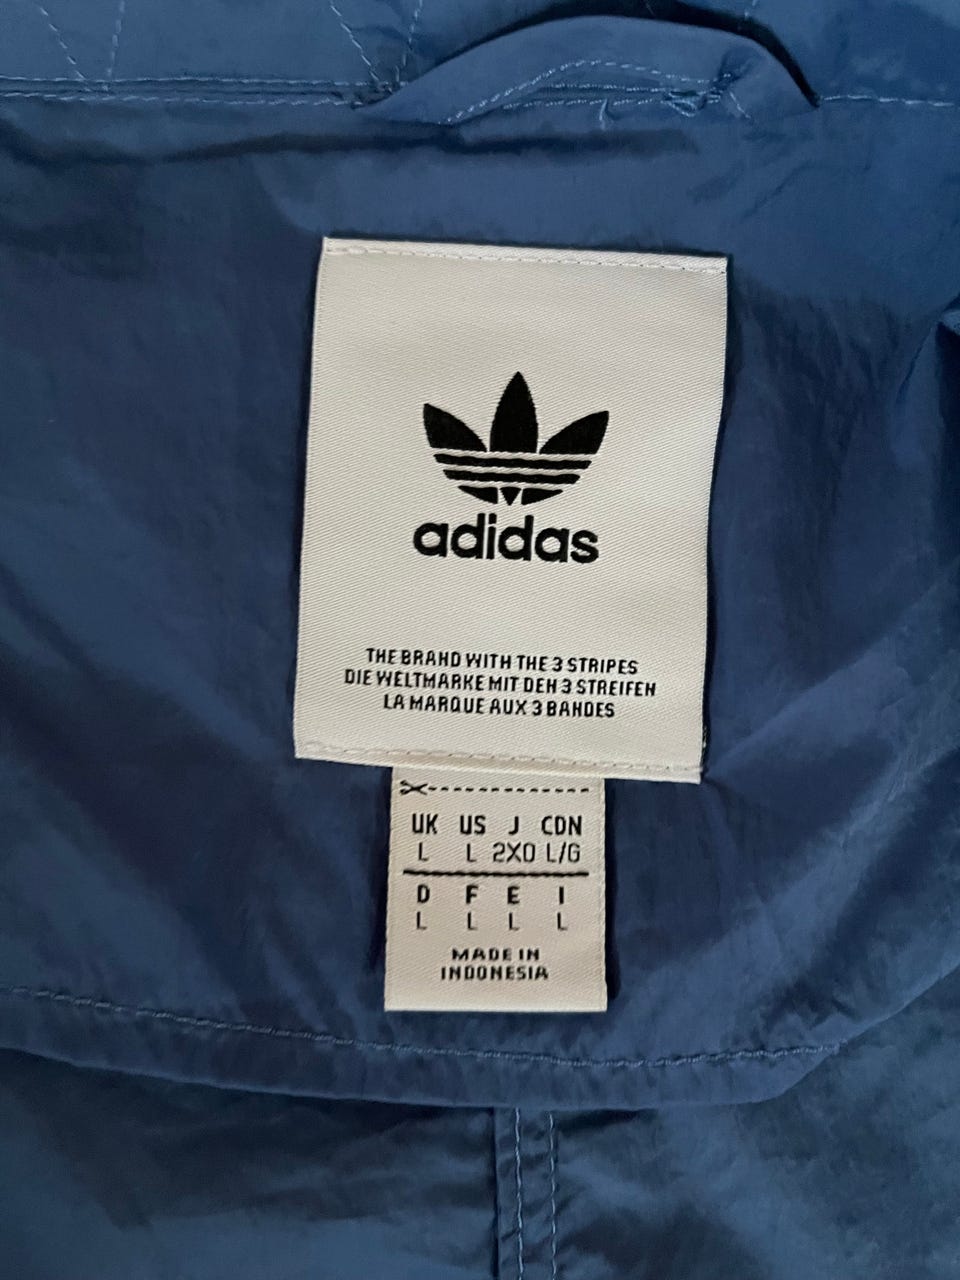 adidas
THE BRAND WITH THE 3 STRIPES
DIE WELTMARKE MIT DEN 3 STREIFEN
LA MARQUE AUX 3 BANDES
UK US J CDN
L L 2XO L/G
D F E I
L L L L
MADE IN
INDONESIA